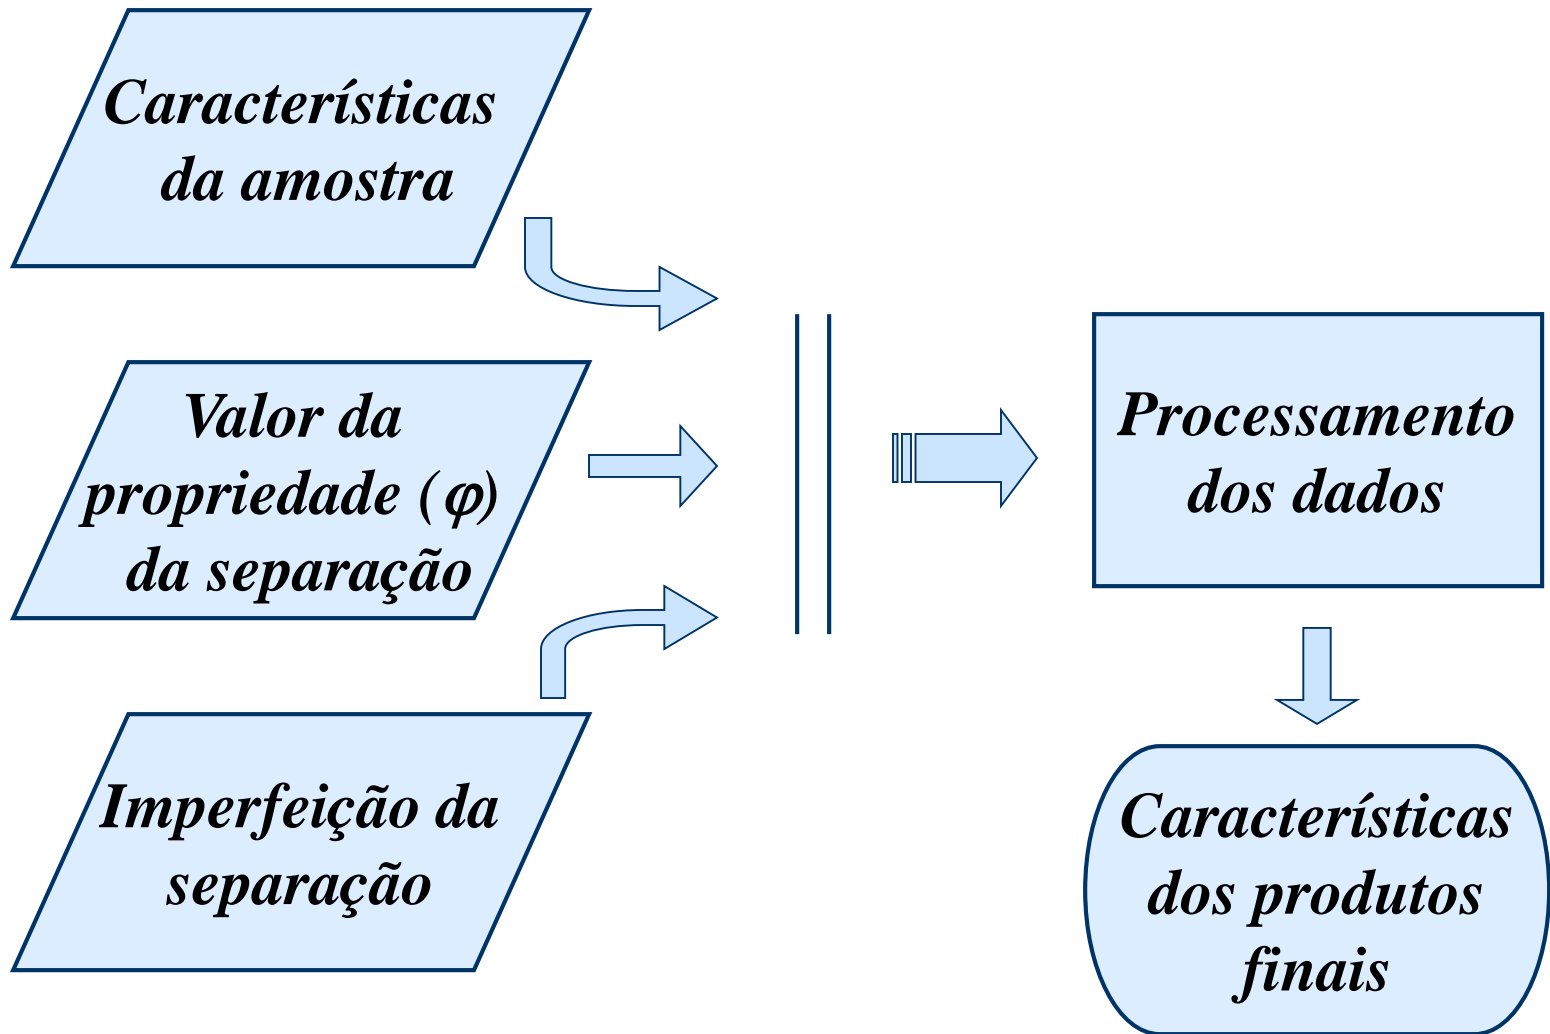 Características
da amostra
Valor da
propriedade (φ)
da separação
Imperfeição da
separação
Processamento
dos dados
Características
dos produtos
finais